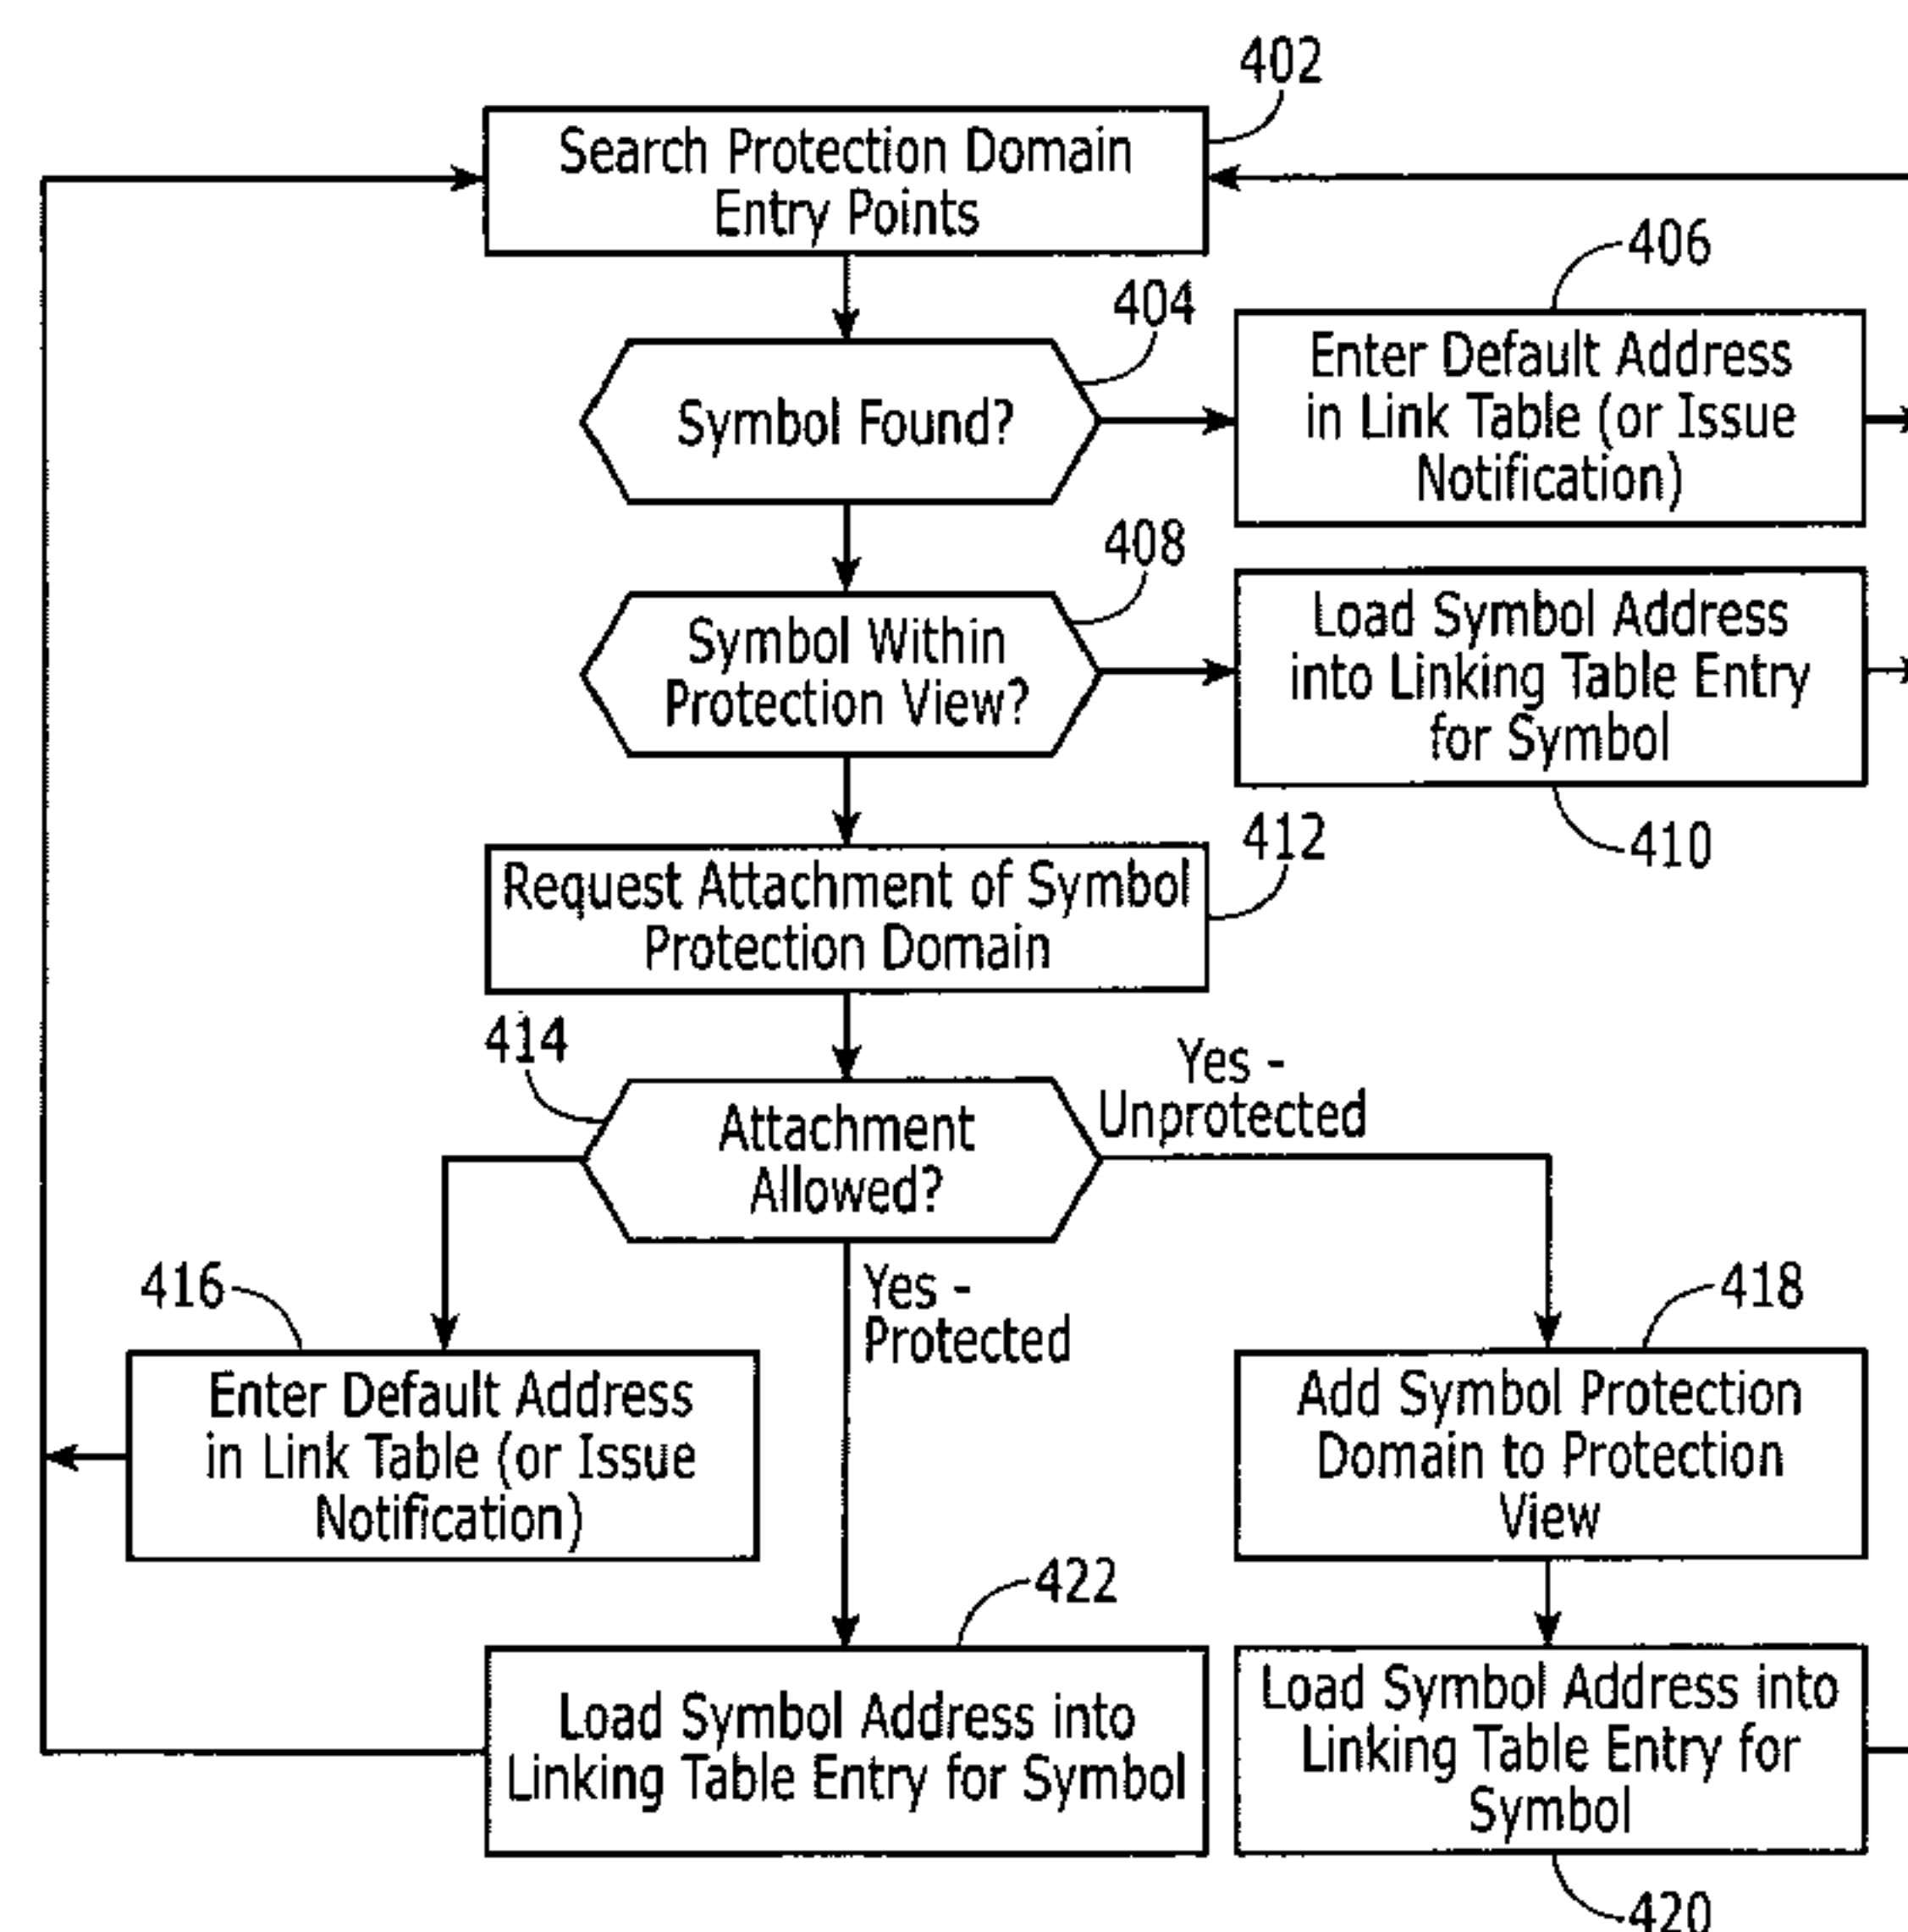 402
Search Protection Domain
Entry Points
404
406
Symbol Found?
Enter Default Address
in Link Table (or Issue
Notification)
408
Symbol Within
Protection View?
Load Symbol Address
into Linking Table Entry
for Symbol
410
412
Request Attachment of Symbol
Protection Domain
414
Attachment
Allowed?
Yes -
Unprotected
Yes -
Protected
416
Enter Default Address
in Link Table (or Issue
Notification)
418
Add Symbol Protection
Domain to Protection
View
422
Load Symbol Address into
Linking Table Entry for Symbol
Load Symbol Address into
Linking Table Entry for
Symbol
420